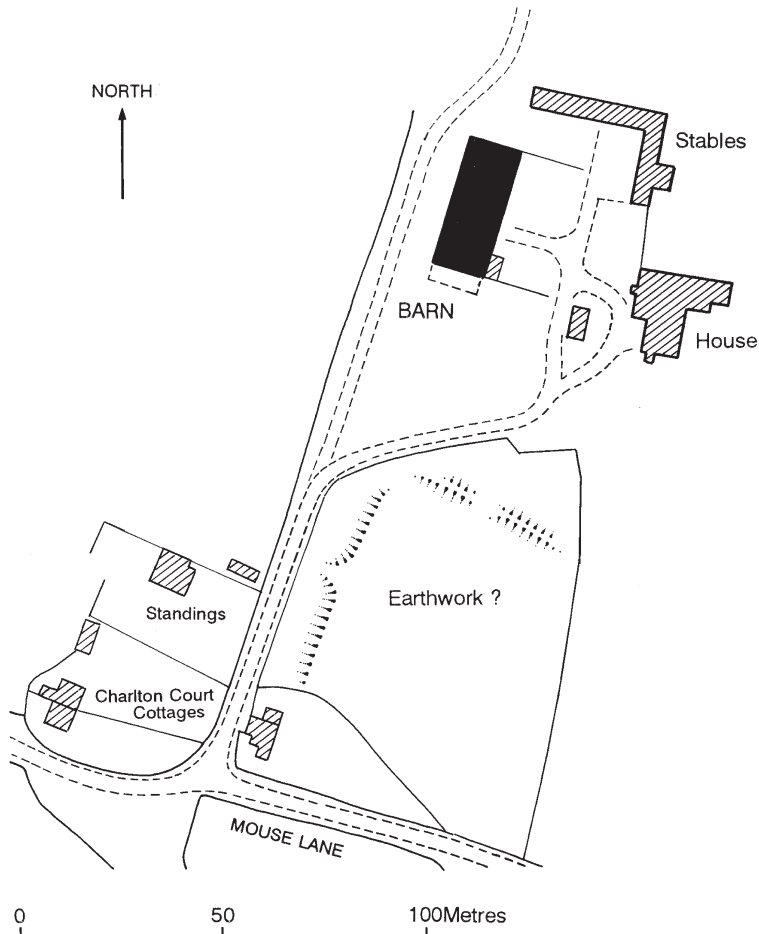 NORTH
Stables
BARN
House
Earthwork ?
Standings
Charlton Court
Cottages
MOUSE LANE
0 50 100Metres